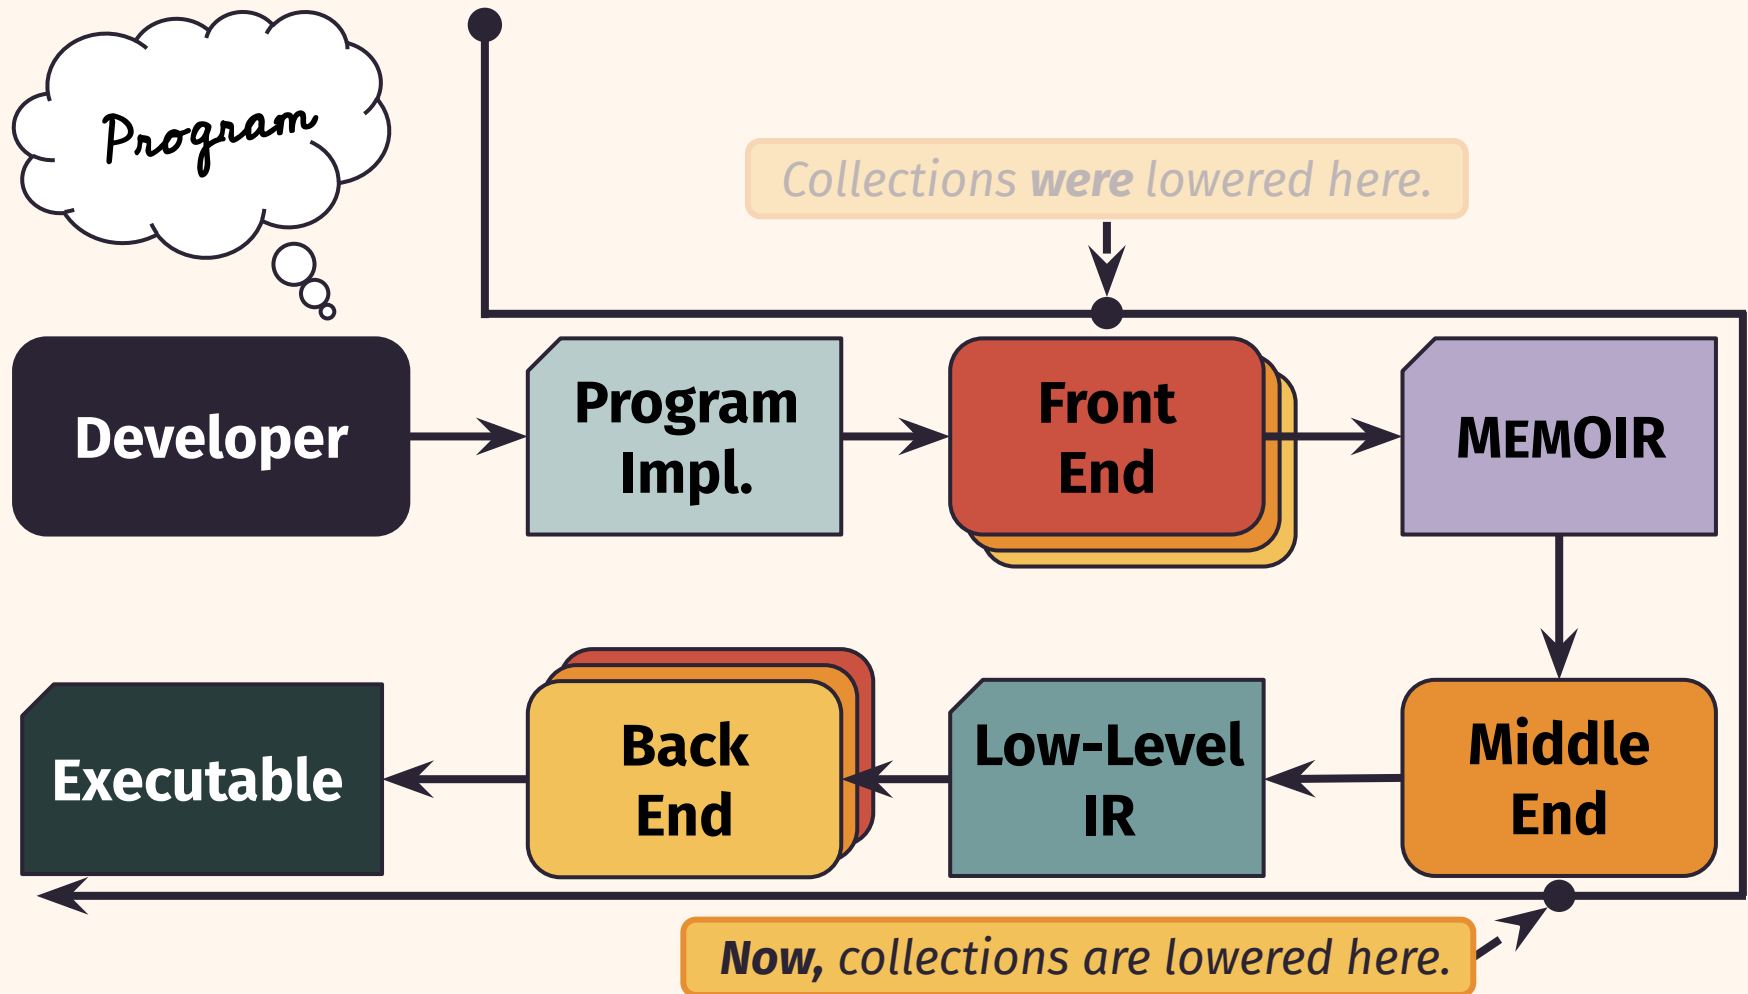 Program
Collections were lowered here.
Developer
Program
Impl.
Front
End
MEMOIR
Executable
Back
End
Low-Level
IR
Middle
End
Now, collections are lowered here.